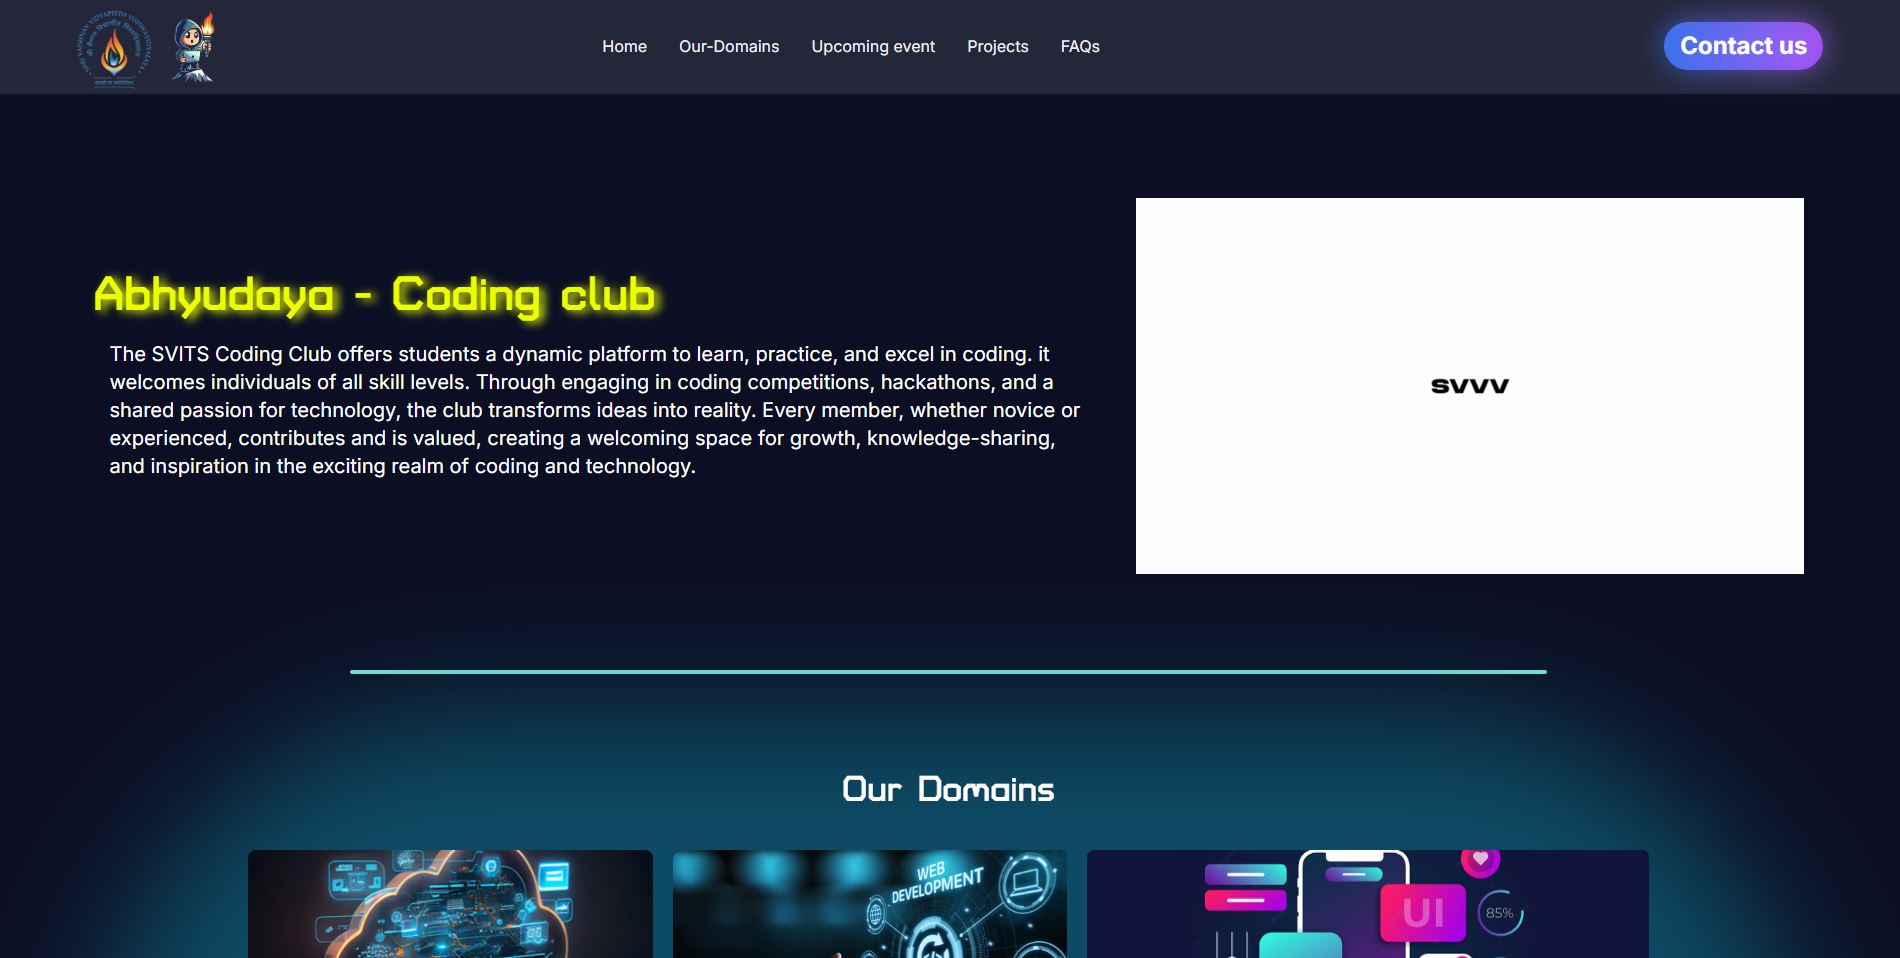 Home
Our-Domains
Upcoming event
Projects
FAQs
Contact us
Abhyudaya - Coding club
The SVITS Coding Club offers students a dynamic platform to learn, practice, and excel in coding. it
welcomes individuals of all skill levels. Through engaging in coding competitions, hackathons, and a
shared passion for technology, the club transforms ideas into reality. Every member, whether novice or
experienced, contributes and is valued, creating a welcoming space for growth, knowledge-sharing,
and inspiration in the exciting realm of coding and technology.
SVVV
Our Domains
WEB
DEVELOPMENT
UI
85%